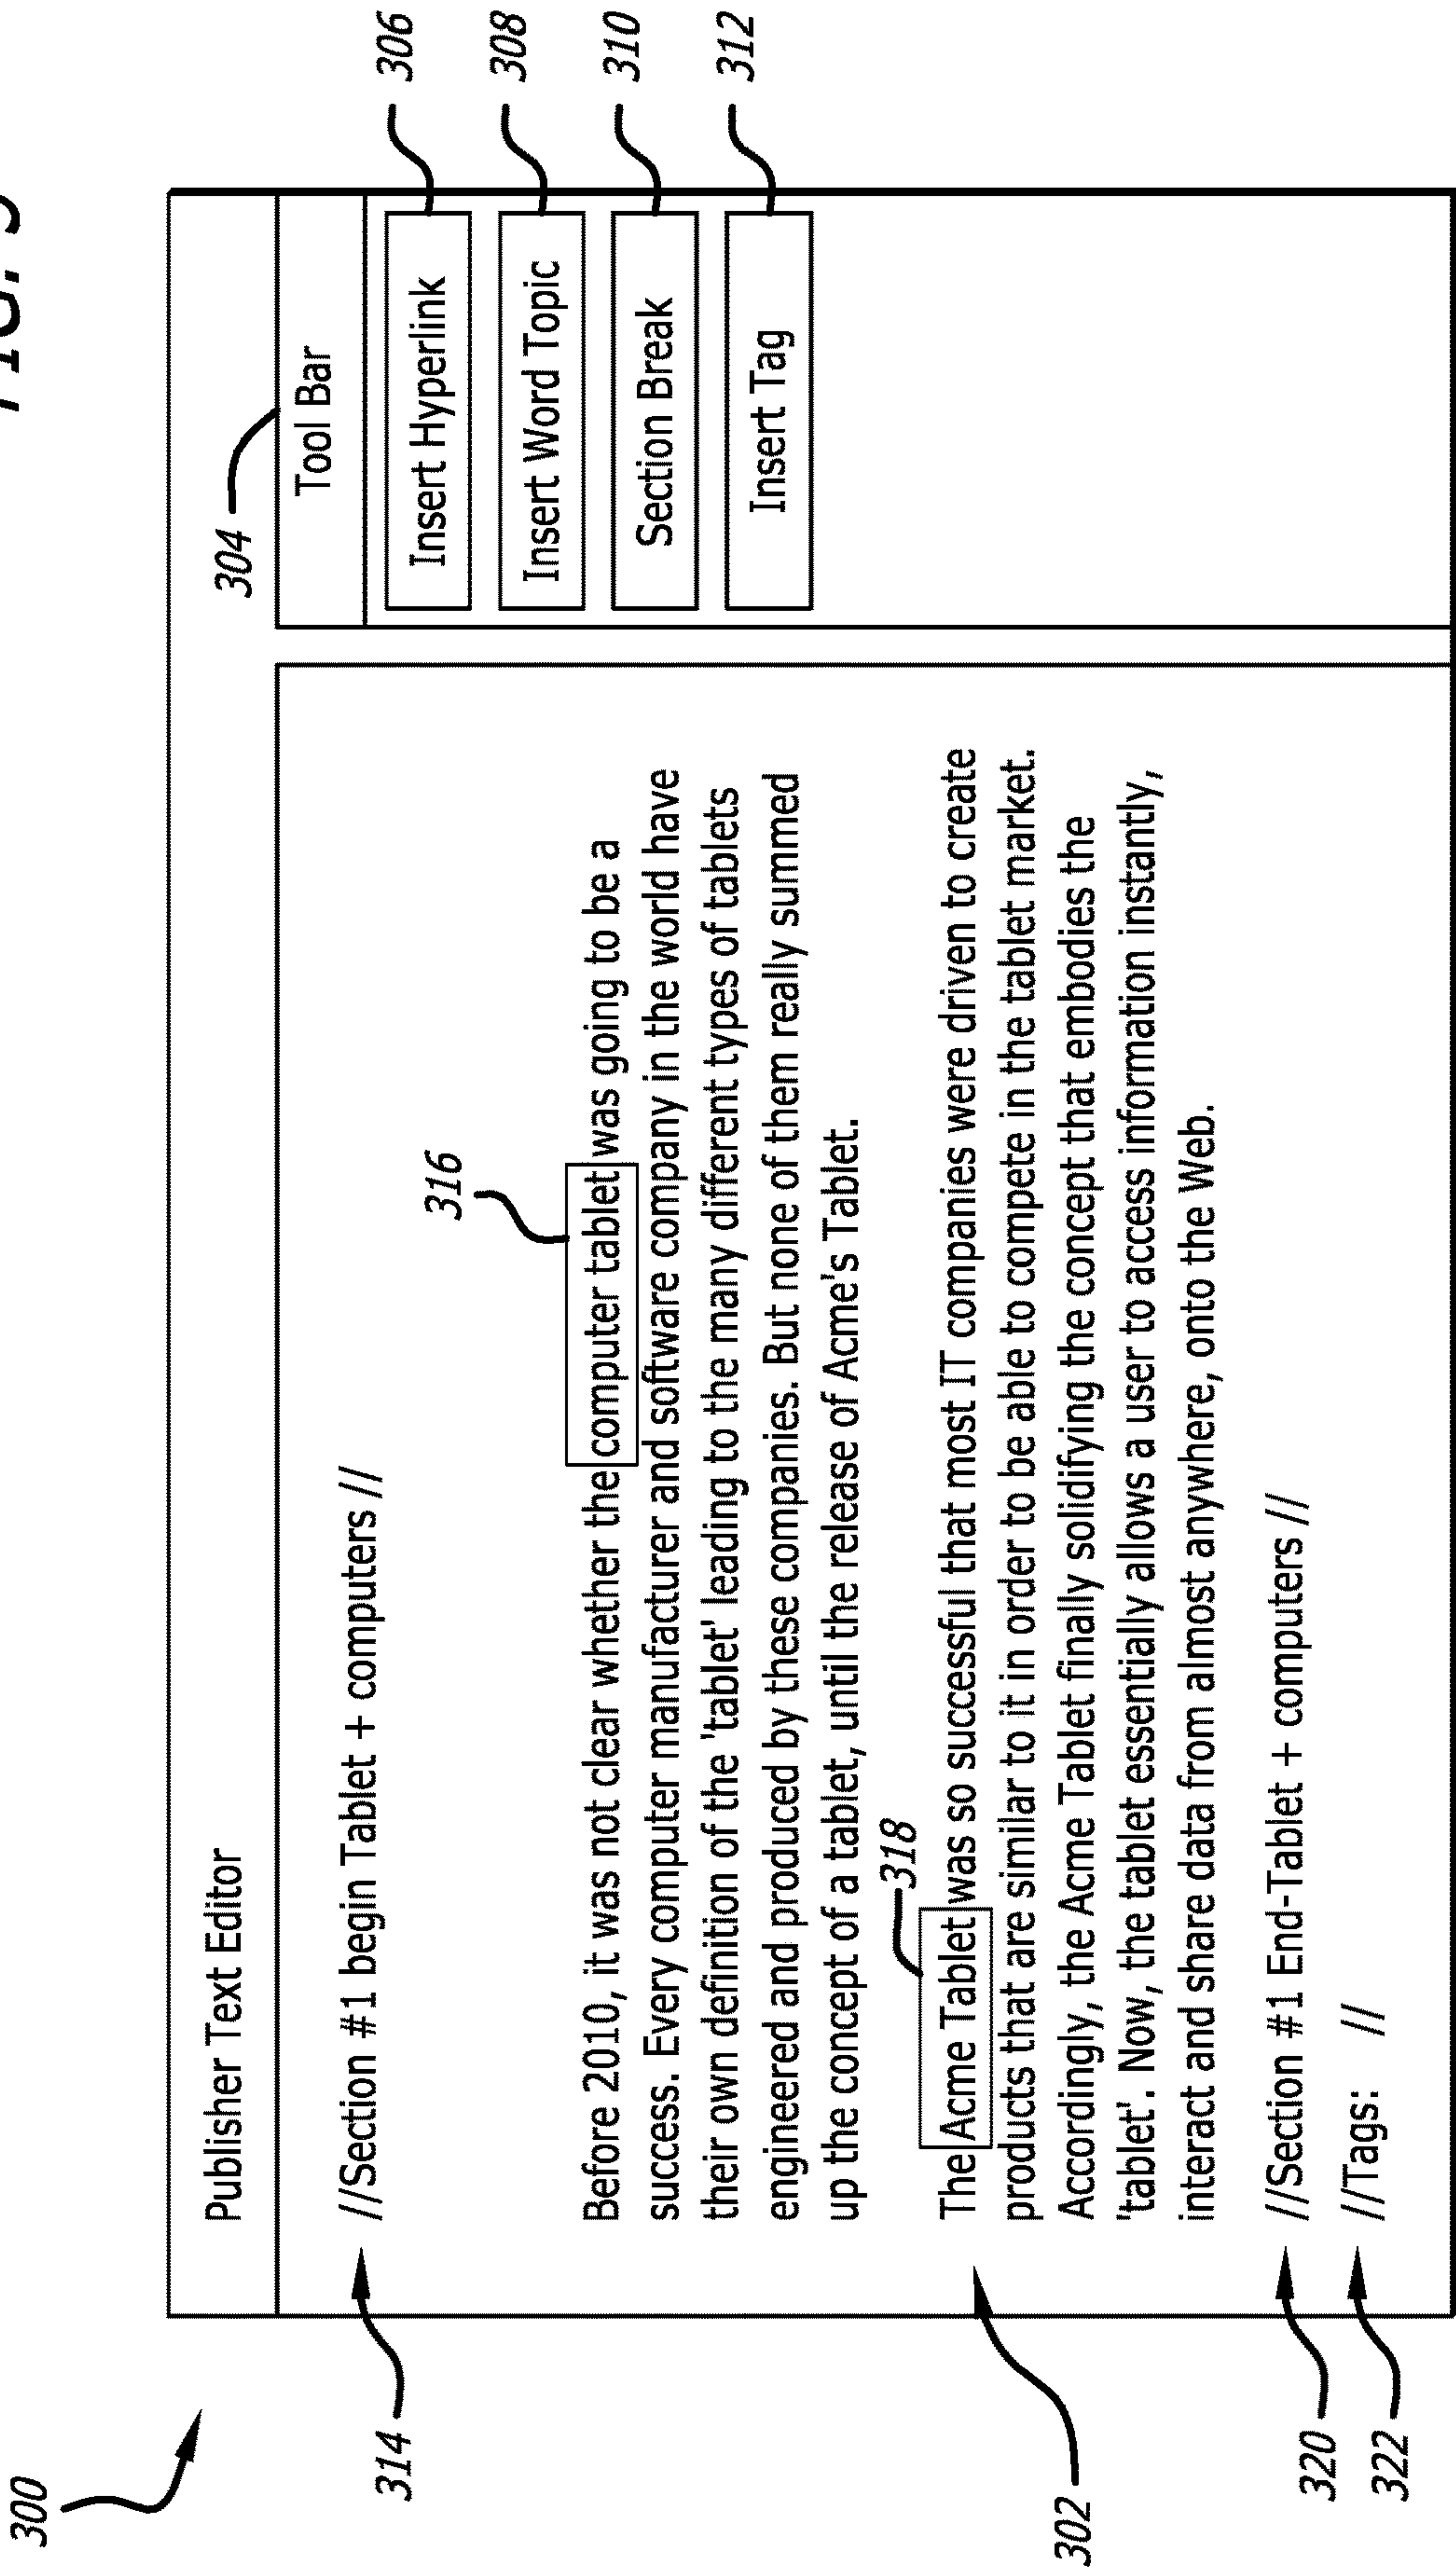 FIG. 3
300
Publisher Text Editor
304
Tool Bar
Insert Hyperlink
306
Insert Word Topic
308
Section Break
310
Insert Tag
312
314
//Section #1 begin Tablet + computers //
316
Before 2010, it was not clear whether the computer tablet was going to be a
success. Every computer manufacturer and software company in the world have
their own definition of the 'tablet' leading to the many different types of tablets
engineered and produced by these companies. But none of them really summed
up the concept of a tablet, until the release of Acme's Tablet.
318
302
The Acme Tablet was so successful that most IT companies were driven to create
products that are similar to it in order to be able to compete in the tablet market.
Accordingly, the Acme Tablet finally solidifying the concept that embodies the
'tablet'. Now, the tablet essentially allows a user to access information instantly,
interact and share data from almost anywhere, onto the Web.
320
//Section #1 End-Tablet + computers //
322
//Tags: //